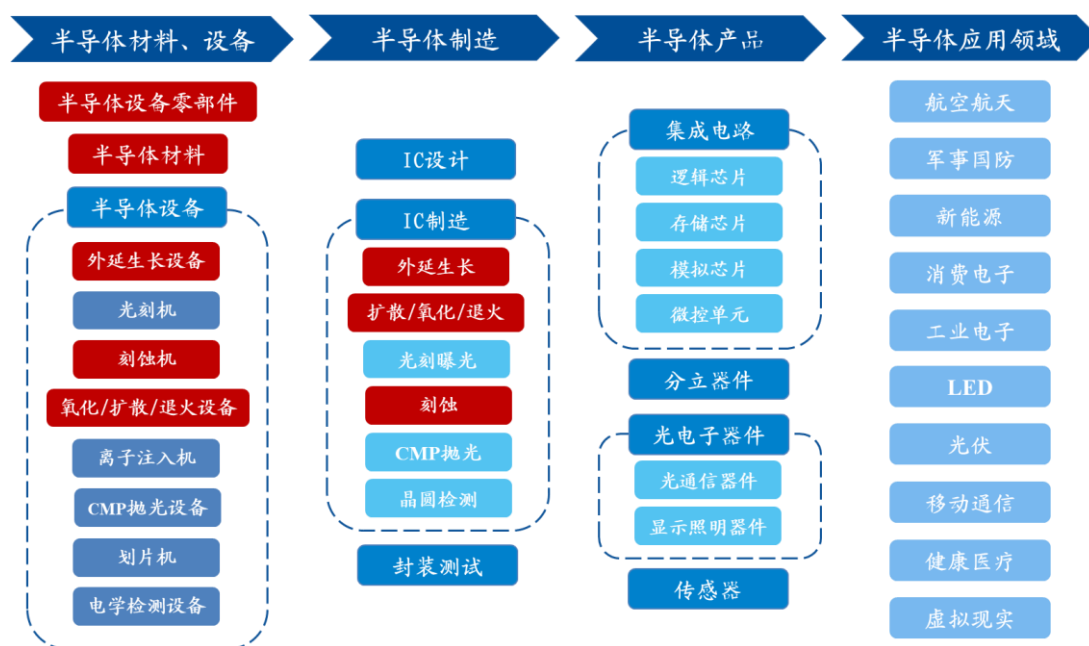 半导体材料、设备
半导体制造
半导体产品
半导体应用领域
半导体设备零部件
半导体材料
半导体设备
外延生长设备
光刻机
刻蚀机
氧化/扩散/退火设备
离子注入机
CMP抛光设备
划片机
电学检测设备
IC设计
IC制造
外延生长
扩散/氧化/退火
光刻曝光
刻蚀
CMP抛光
晶圆检测
封装测试
集成电路
逻辑芯片
存储芯片
模拟芯片
微控单元
分立器件
光电子器件
光通信器件
显示照明器件
传感器
航空航天
军事国防
新能源
消费电子
工业电子
LED
光伏
移动通信
健康医疗
虚拟现实